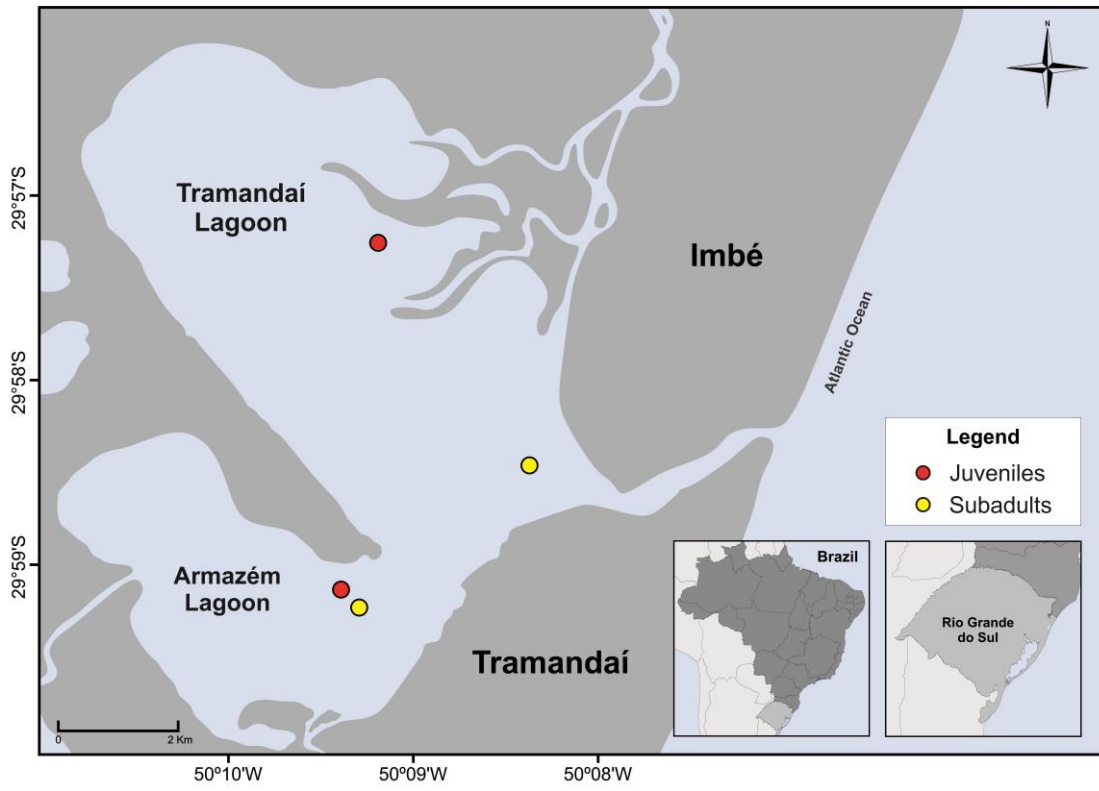 N
29°57'S
Tramandaí
Lagoon
Imbé
Atlantic Ocean
29°58'S
Legend
Juveniles
Subadults
29°59'S
Armazém
Lagoon
Brazil
Rio Grande
do Sul
Tramandaí
0
2 Km
50°10'W
50°09'W
50°08'W